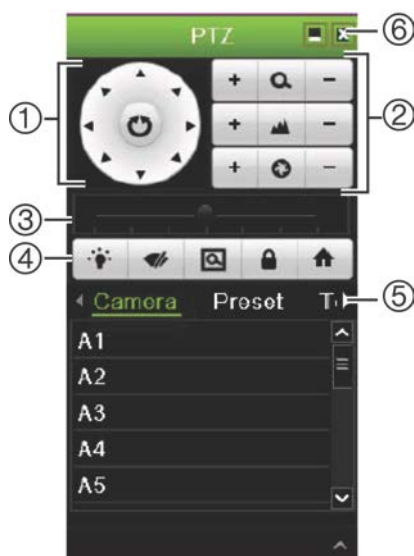 PTZ
⑥
①
②
+ −
+ −
+ −
③
④
Camera Preset
⑤
A1
A2
A3
A4
A5